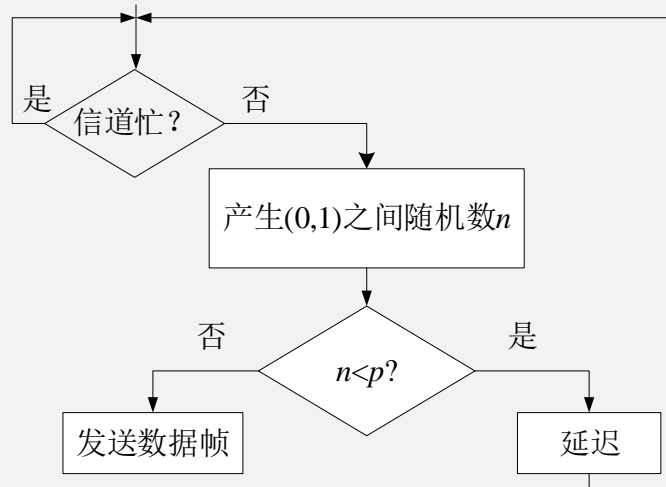 是
信道忙？
否
产生(0,1)之间随机数n
否
n<p?
是
发送数据帧
延迟